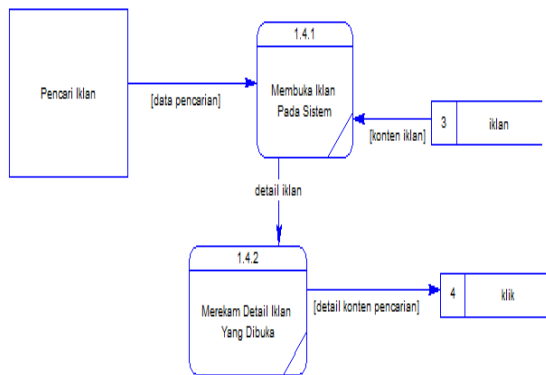 1.4.1
Pencari Iklan
[data pencarian]
Membuka Iklan
Pada Sistem
3
iklan
[konten iklan]
detail iklan
1.4.2
Merekam Detail Iklan
Yang Dibuka
[detail konten pencarian]
4
klik